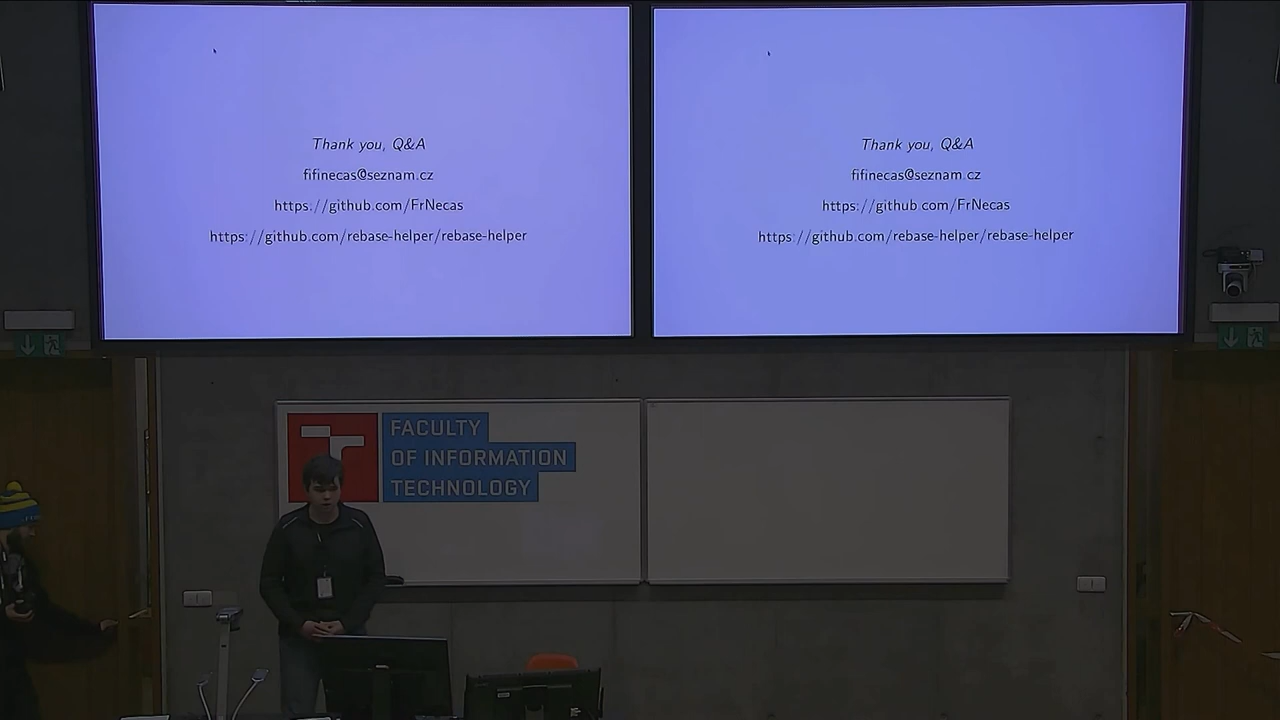 Thank you, Q&A
fifinecas@seznam.cz
https://github.com/FrNecas
https://github.com/rebase-helper/rebase-helper
Thank you, Q&A
fifinecas@seznam.cz
https://github.com/FrNecas
https://github.com/rebase-helper/rebase-helper
FACULTY
OF INFORMATION
TECHNOLOGY